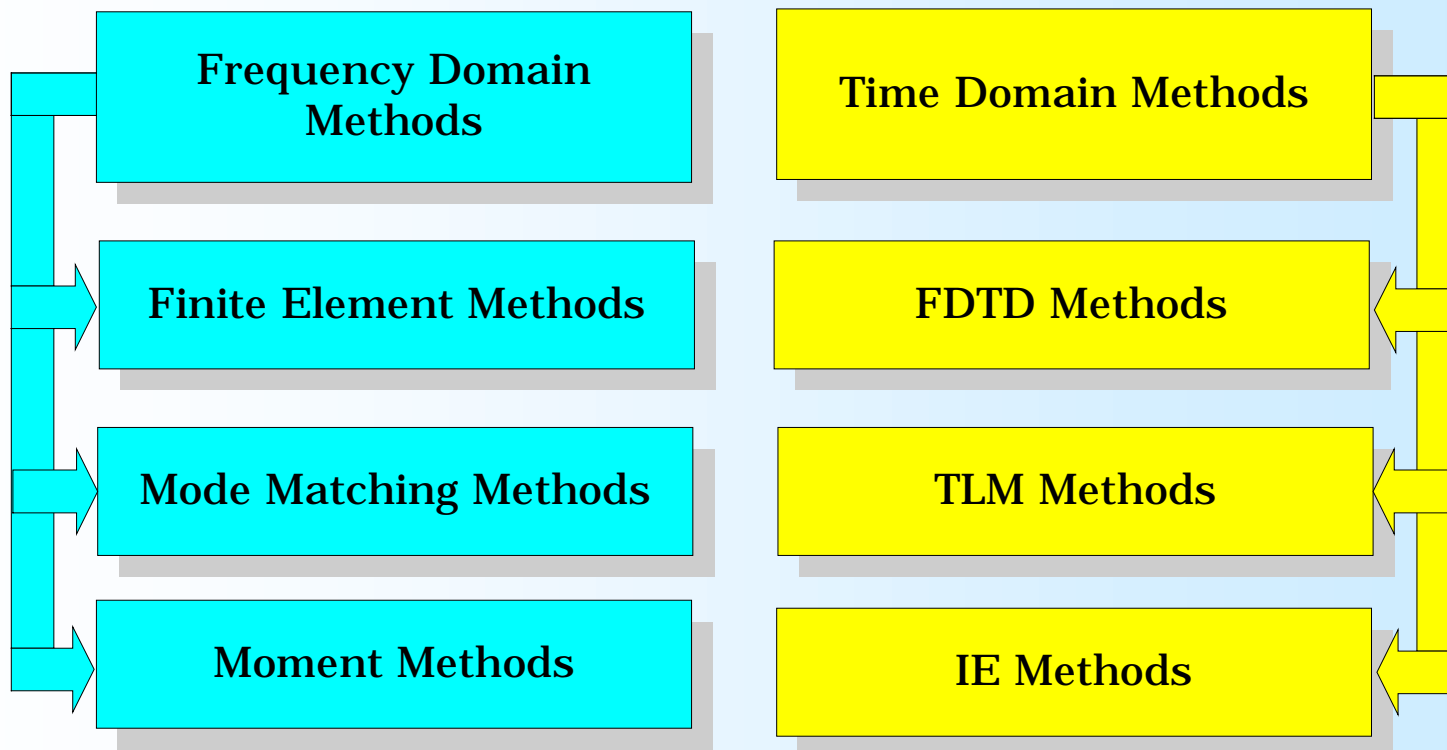 Frequency Domain
Methods
Finite Element Methods
Mode Matching Methods
Moment Methods
Time Domain Methods
FDTD Methods
TLM Methods
IE Methods